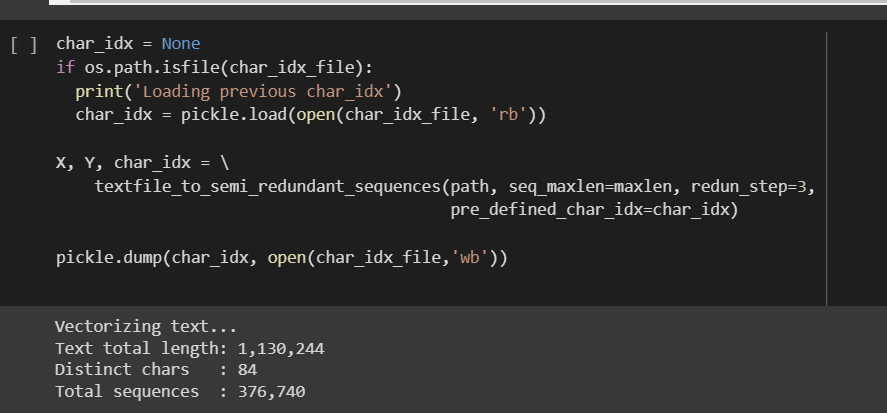 [ ] char_idx = None
if os.path.isfile(char_idx_file):
  print('Loading previous char_idx')
  char_idx = pickle.load(open(char_idx_file, 'rb'))

X, Y, char_idx = \
    textfile_to_semi_redundant_sequences(path, seq_maxlen=maxlen, redun_step=3,
                                         pre_defined_char_idx=char_idx)

pickle.dump(char_idx, open(char_idx_file,'wb'))

Vectorizing text...
Text total length: 1,130,244
Distinct chars   : 84
Total sequences  : 376,740